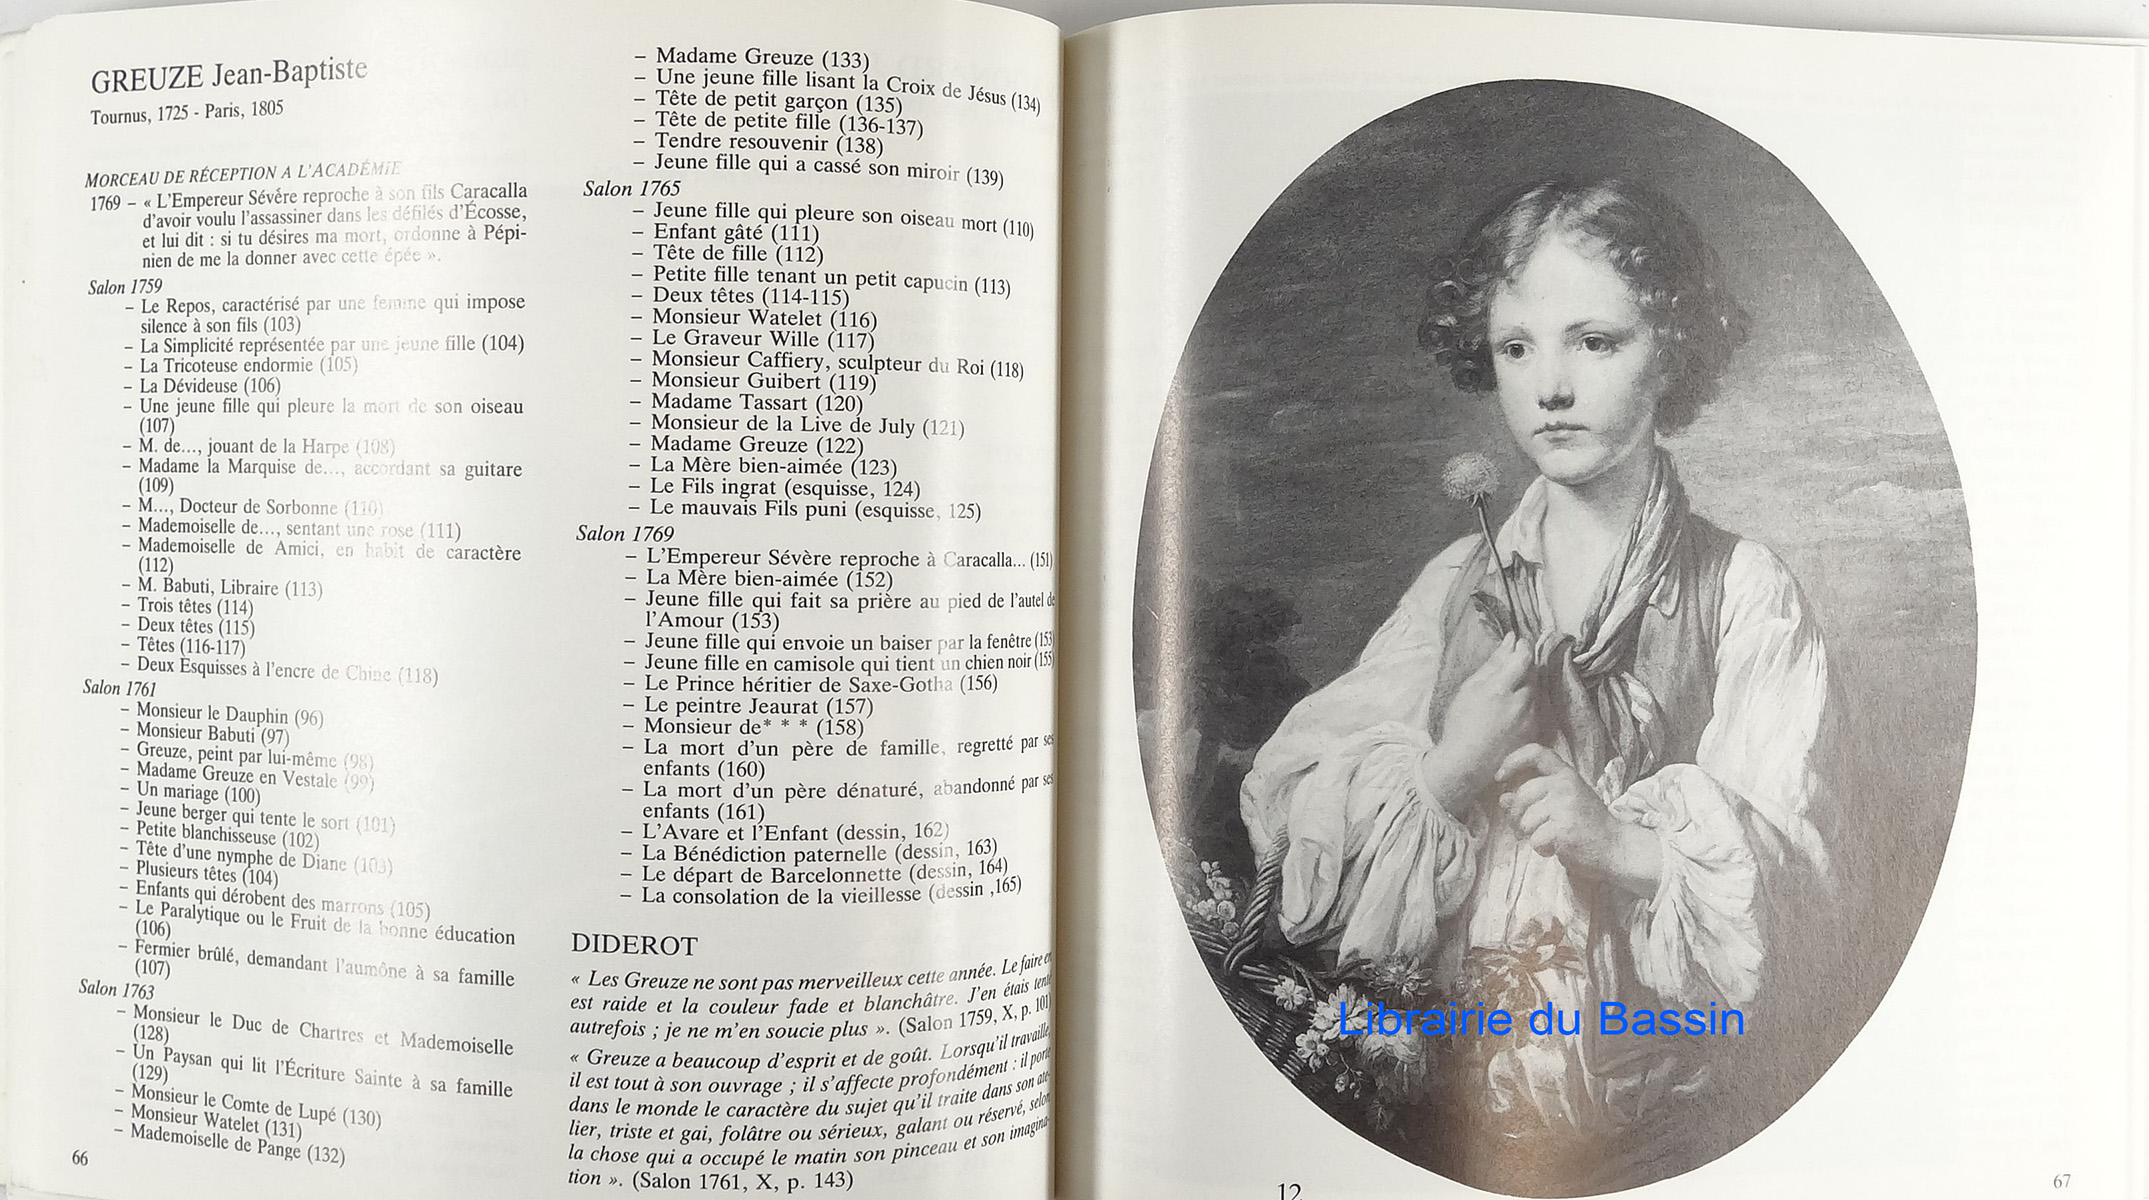 GREUZE Jean-Baptiste
Tournus, 1725 - Paris, 1805
MORCEAU DE RÉCEPTION A L'ACADÉMIE
1769 – « L'Empereur Sévère reproche à son fils Caracalla
d'avoir voulu l'assassiner dans les défilés d'Écosse,
et lui dit : si tu désires ma mort, ordonne à Pépi-
nien de me la donner avec cette épée ».
Salon 1759
– Le Repos, caractérisé par une femme qui impose
silence à son fils (103)
– La Simplicité représentée par une jeune fille (104)
– La Tricoteuse endormie (105)
– La Dévideuse (106)
– Une jeune fille qui pleure la mort de son oiseau
(107)
– M. de..., jouant de la Harpe (108)
– Madame la Marquise de..., accordant sa guitare
(109)
– M..., Docteur de Sorbonne (110)
– Mademoiselle de..., sentant une rose (111)
– Mademoiselle de Amici, en habit de caractère
(112)
– M. Babuti, Libraire (113)
– Trois têtes (114)
– Deux têtes (115)
– Têtes (116-117)
– Deux Esquisses à l'encre de Chine (118)
Salon 1761
– Monsieur le Dauphin (96)
– Monsieur Babuti (97)
– Greuze, peint par lui-même (98)
– Madame Greuze en Vestale (99)
– Un mariage (100)
– Jeune berger qui tente le sort (101)
– Petite blanchisseuse (102)
– Tête d'une nymphe de Diane (103)
– Plusieurs têtes (104)
– Enfants qui dérobent des marrons (105)
– Le Paralytique ou le Fruit de la bonne éducation
(106)
– Fermier brûlé, demandant l'aumône à sa famille
(107)
Salon 1763
– Monsieur le Duc de Chartres et Mademoiselle
(128)
– Un Paysan qui lit l'Écriture Sainte à sa famille
(129)
– Monsieur le Comte de Lupé (130)
– Monsieur Watelet (131)
– Mademoiselle de Pange (132)
66
– Madame Greuze (133)
– Une jeune fille lisant la Croix de Jésus (134)
– Tête de petit garçon (135)
– Tête de petite fille (136-137)
– Tendre resouvenir (138)
– Jeune fille qui a cassé son miroir (139)
Salon 1765
– Jeune fille qui pleure son oiseau mort (110)
– Enfant gâté (111)
– Tête de fille (112)
– Petite fille tenant un petit capucin (113)
– Deux têtes (114-115)
– Monsieur Watelet (116)
– Le Graveur Wille (117)
– Monsieur Caffiery, sculpteur du Roi (118)
– Monsieur Guibert (119)
– Madame Tassart (120)
– Monsieur de la Live de July (121)
– Madame Greuze (122)
– La Mère bien-aimée (123)
– Le Fils ingrat (esquisse, 124)
– Le mauvais Fils puni (esquisse, 125)
Salon 1769
– L'Empereur Sévère reproche à Caracalla... (151)
– La Mère bien-aimée (152)
– Jeune fille qui fait sa prière au pied de l'autel de
l'Amour (153)
– Jeune fille qui envoie un baiser par la fenêtre (153
– Jeune fille en camisole qui tient un chien noir (155)
– Le Prince héritier de Saxe-Gotha (156)
– Le peintre Jeaurat (157)
– Monsieur de* * * (158)
– La mort d'un père de famille, regretté par ses
enfants (160)
– La mort d'un père dénaturé, abandonné par ses
enfants (161)
– L'Avare et l'Enfant (dessin, 162)
– La Bénédiction paternelle (dessin, 163)
– Le départ de Barcelonnette (dessin, 164)
– La consolation de la vieillesse (dessin ,165)
DIDEROT
« Les Greuze ne sont pas merveilleux cette année. Le faire en
est raide et la couleur fade et blanchâtre. J'en étais tenté
autrefois ; je ne m'en soucie plus ». (Salon 1759, X, p. 101)
« Greuze a beaucoup d'esprit et de goût. Lorsqu'il travaille,
il est tout à son ouvrage ; il s'affecte profondément : il porte
dans le monde le caractère du sujet qu'il traite dans son ate-
lier, triste et gai, folâtre ou sérieux, galant ou réservé, selon
la chose qui a occupé le matin son pinceau et son imagina-
tion ». (Salon 1761, X, p. 143)
Librairie du Bassin
12
67